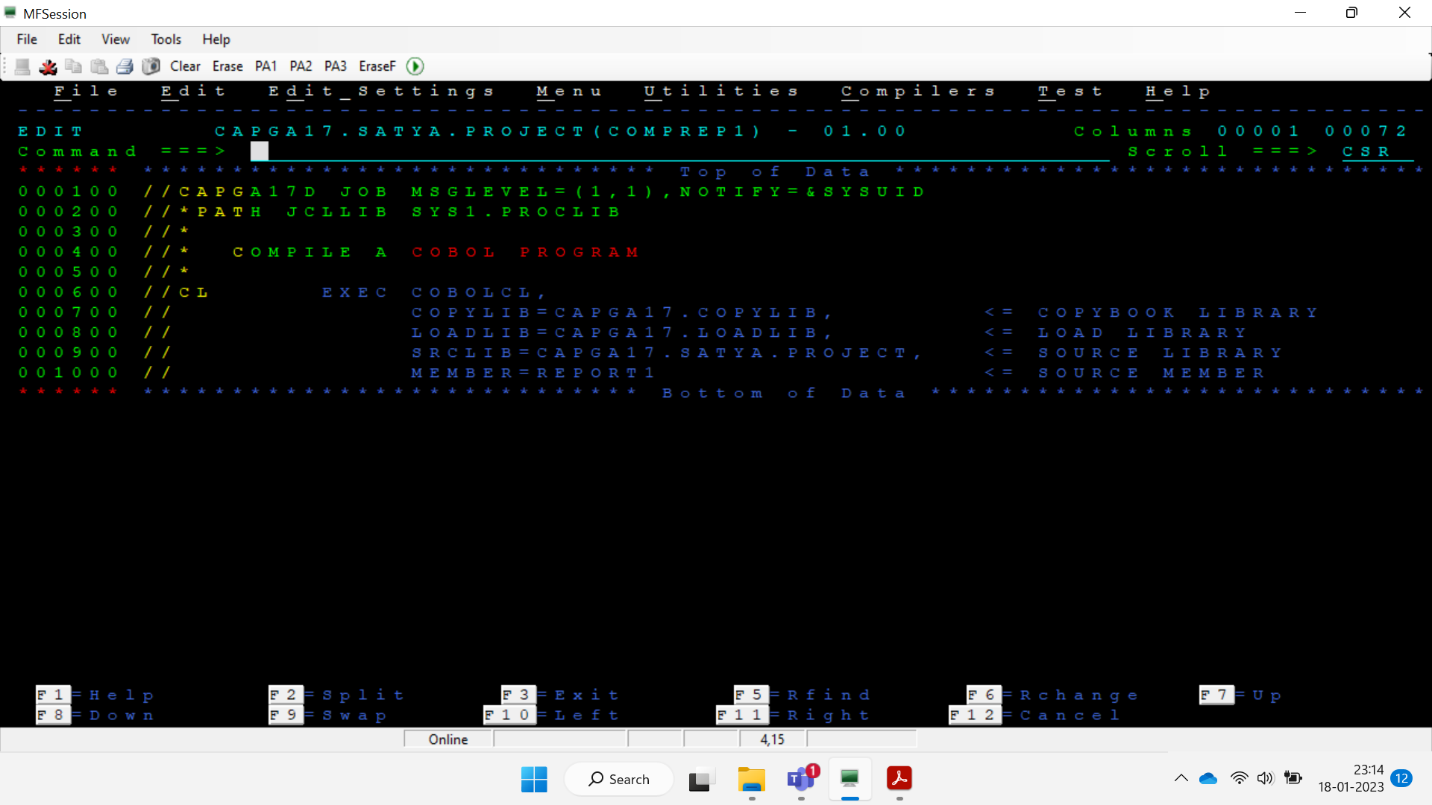 MFSession
File Edit View Tools Help
Clear Erase PA1 PA2 PA3 EraseF
File Edit Edit_Settings Menu Utilities Compilers Test Help
- - - - - - - - - - - - - - - - - - - - - - - - - - - - - - - - - - - - - - - -
EDIT CAPGA17.SATYA.PROJECT(COMPREP1) - 01.00 Columns 00001 00072
Command ===> Scroll ===> CSR
****** ***************************** Top of Data ******************************
000100 //CAPGA17D JOB MSGLEVEL=(1,1),NOTIFY=&SYSUID
000200 //*PATH JCLLIB SYS1.PROCLIB
000300 //*
000400 //* COMPILE A COBOL PROGRAM
000500 //*
000600 //CL EXEC COBOLCL,
000700 // COPYLIB=CAPGA17.COPYLIB, <= COPYBOOK LIBRARY
000800 // LOADLIB=CAPGA17.LOADLIB, <= LOAD LIBRARY
000900 // SRCLIB=CAPGA17.SATYA.PROJECT, <= SOURCE LIBRARY
001000 // MEMBER=REPORT1 <= SOURCE MEMBER
****** **************************** Bottom of Data ****************************
F1=Help F2=Split F3=Exit F5=Rfind F6=Rchange F7=Up
F8=Down F9=Swap F10=Left F11=Right F12=Cancel
Online 4,15
Search 1 23:14
18-01-2023 12